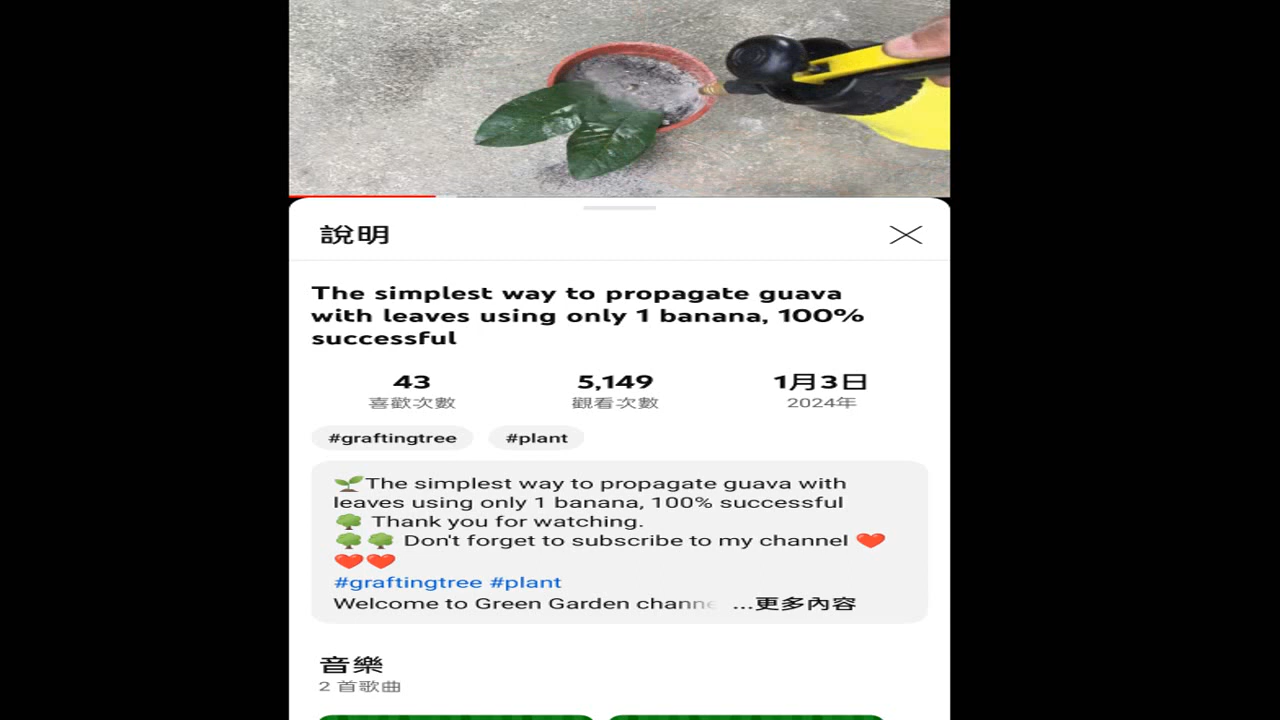 說明
The simplest way to propagate guava
with leaves using only 1 banana, 100%
successful
43 5,149 1月3日
喜歡次數 觀看次數 2024年
#graftingtree #plant
🌱The simplest way to propagate guava with
leaves using only 1 banana, 100% successful
🌳 Thank you for watching.
🌳🌳 Don't forget to subscribe to my channel ❤️
❤️❤️
#graftingtree #plant
Welcome to Green Garden channe ...更多內容
音樂
2 首歌曲